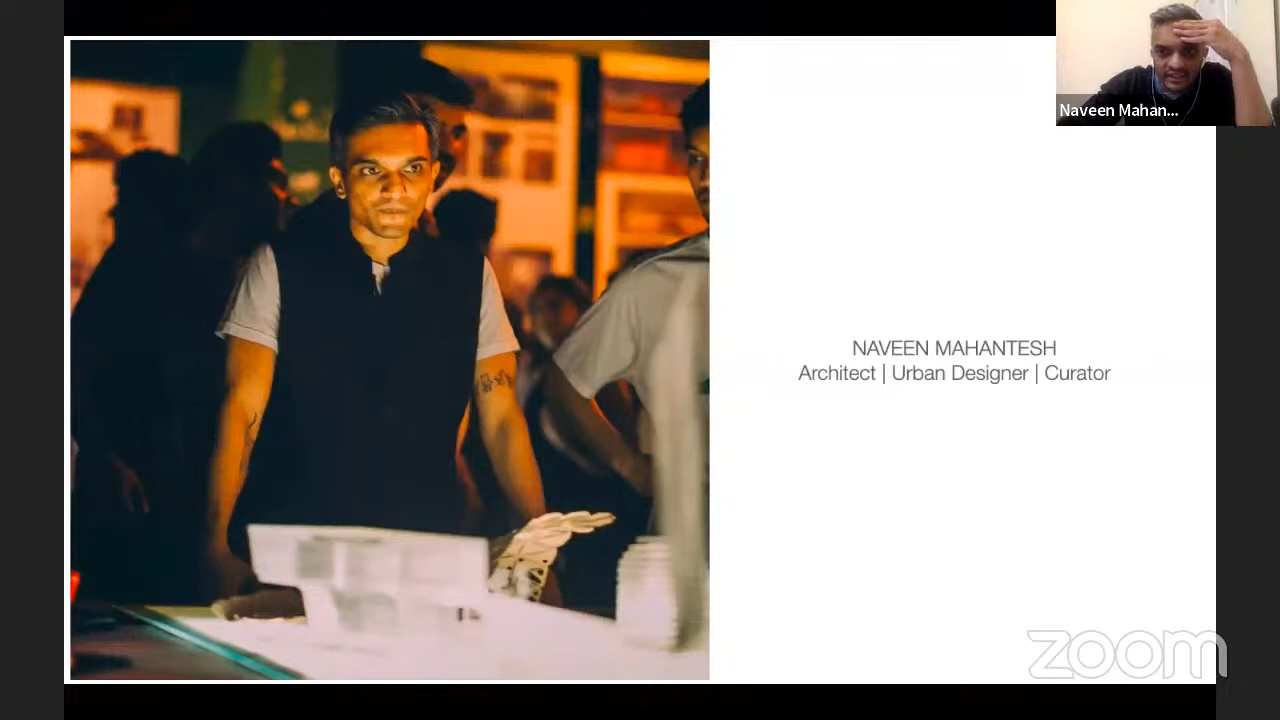 Naveen Mahan...
NAVEEN MAHANTESH
Architect | Urban Designer | Curator
zoom